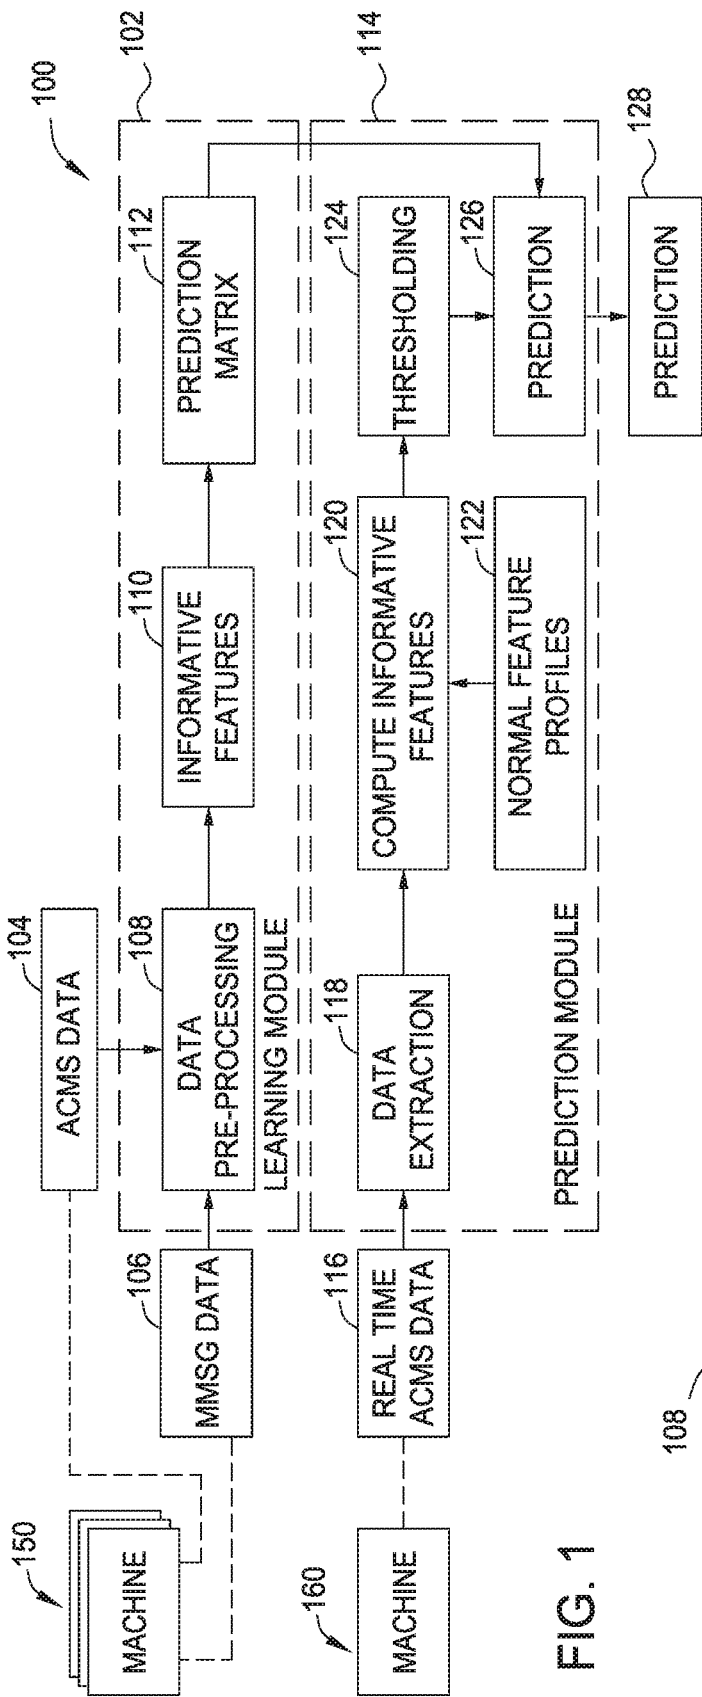 100
150
MACHINE
104
ACMS DATA
102
106
MMSG DATA
108
DATA
PRE-PROCESSING
110
INFORMATIVE
FEATURES
112
PREDICTION
MATRIX
LEARNING MODULE
114
160
MACHINE
116
REAL TIME
ACMS DATA
118
DATA
EXTRACTION
120
COMPUTE INFORMATIVE
FEATURES
124
THRESHOLDING
122
NORMAL FEATURE
PROFILES
126
PREDICTION
PREDICTION MODULE
128
PREDICTION
FIG. 1
108